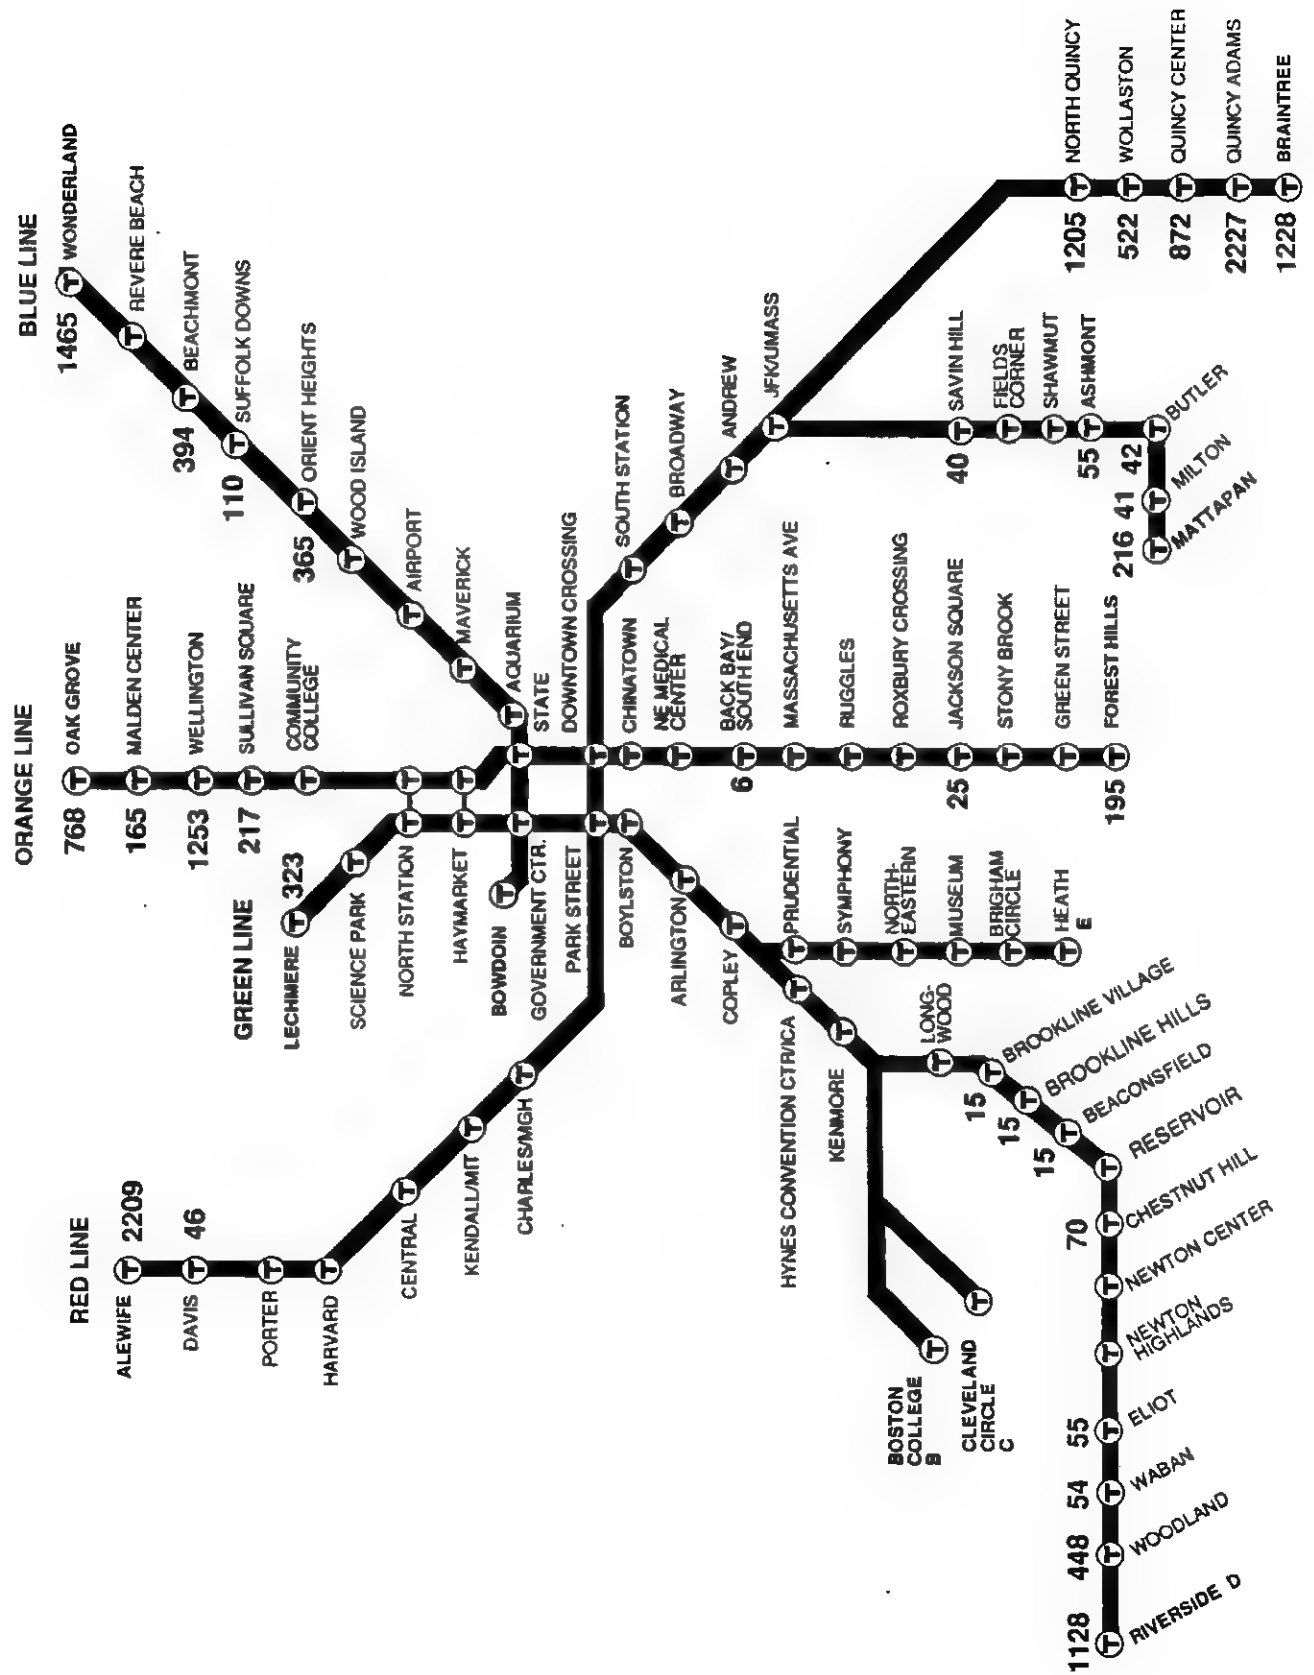 BLUE LINE
1465
WONDERLAND
REVERE BEACH
394
BEACHMONT
110
SUFFOLK DOWNS
365
ORIENT HEIGHTS
WOOD ISLAND
AIRPORT
MAVERICK
AQUARIUM
STATE
GOVERNMENT CTR.
BOWDOIN
ORANGE LINE
768
OAK GROVE
165
MALDEN CENTER
1253
WELLINGTON
217
SULLIVAN SQUARE
COMMUNITY
COLLEGE
NORTH STATION
HAYMARKET
DOWNTOWN CROSSING
CHINATOWN
NE MEDICAL
CENTER
6
BACK BAY/
SOUTH END
MASSACHUSETTS AVE
RUGGLES
ROXBURY CROSSING
25
JACKSON SQUARE
STONY BROOK
GREEN STREET
195
FOREST HILLS
GREEN LINE
LECHMERE
323
SCIENCE PARK
PARK STREET
BOYLSTON
ARLINGTON
COPLEY
PRUDENTIAL
SYMPHONY
NORTH-
EASTERN
MUSEUM
BRIGHAM
CIRCLE
HEATH
E
HYNES CONVENTION CTR/ICA
KENMORE
BOSTON
COLLEGE
B
CLEVELAND
CIRCLE
C
LONG-
WOOD
15
BROOKLINE VILLAGE
15
BROOKLINE HILLS
15
BEACONSFIELD
RESERVOIR
70
CHESTNUT HILL
NEWTON CENTER
NEWTON
HIGHLANDS
55
ELIOT
54
WABAN
448
WOODLAND
1128
RIVERSIDE D
RED LINE
ALEWIFE
2209
DAVIS
46
PORTER
HARVARD
CENTRAL
KENDALL/MIT
CHARLES/MGH
SOUTH STATION
BROADWAY
ANDREW
JFK/UMASS
40
SAVIN HILL
FIELDS
CORNER
SHAWMUT
55
ASHMONT
42
BUTLER
41
MILTON
216
MATTAPAN
1205
NORTH QUINCY
522
WOLLASTON
872
QUINCY CENTER
2227
QUINCY ADAMS
1228
BRAINTREE